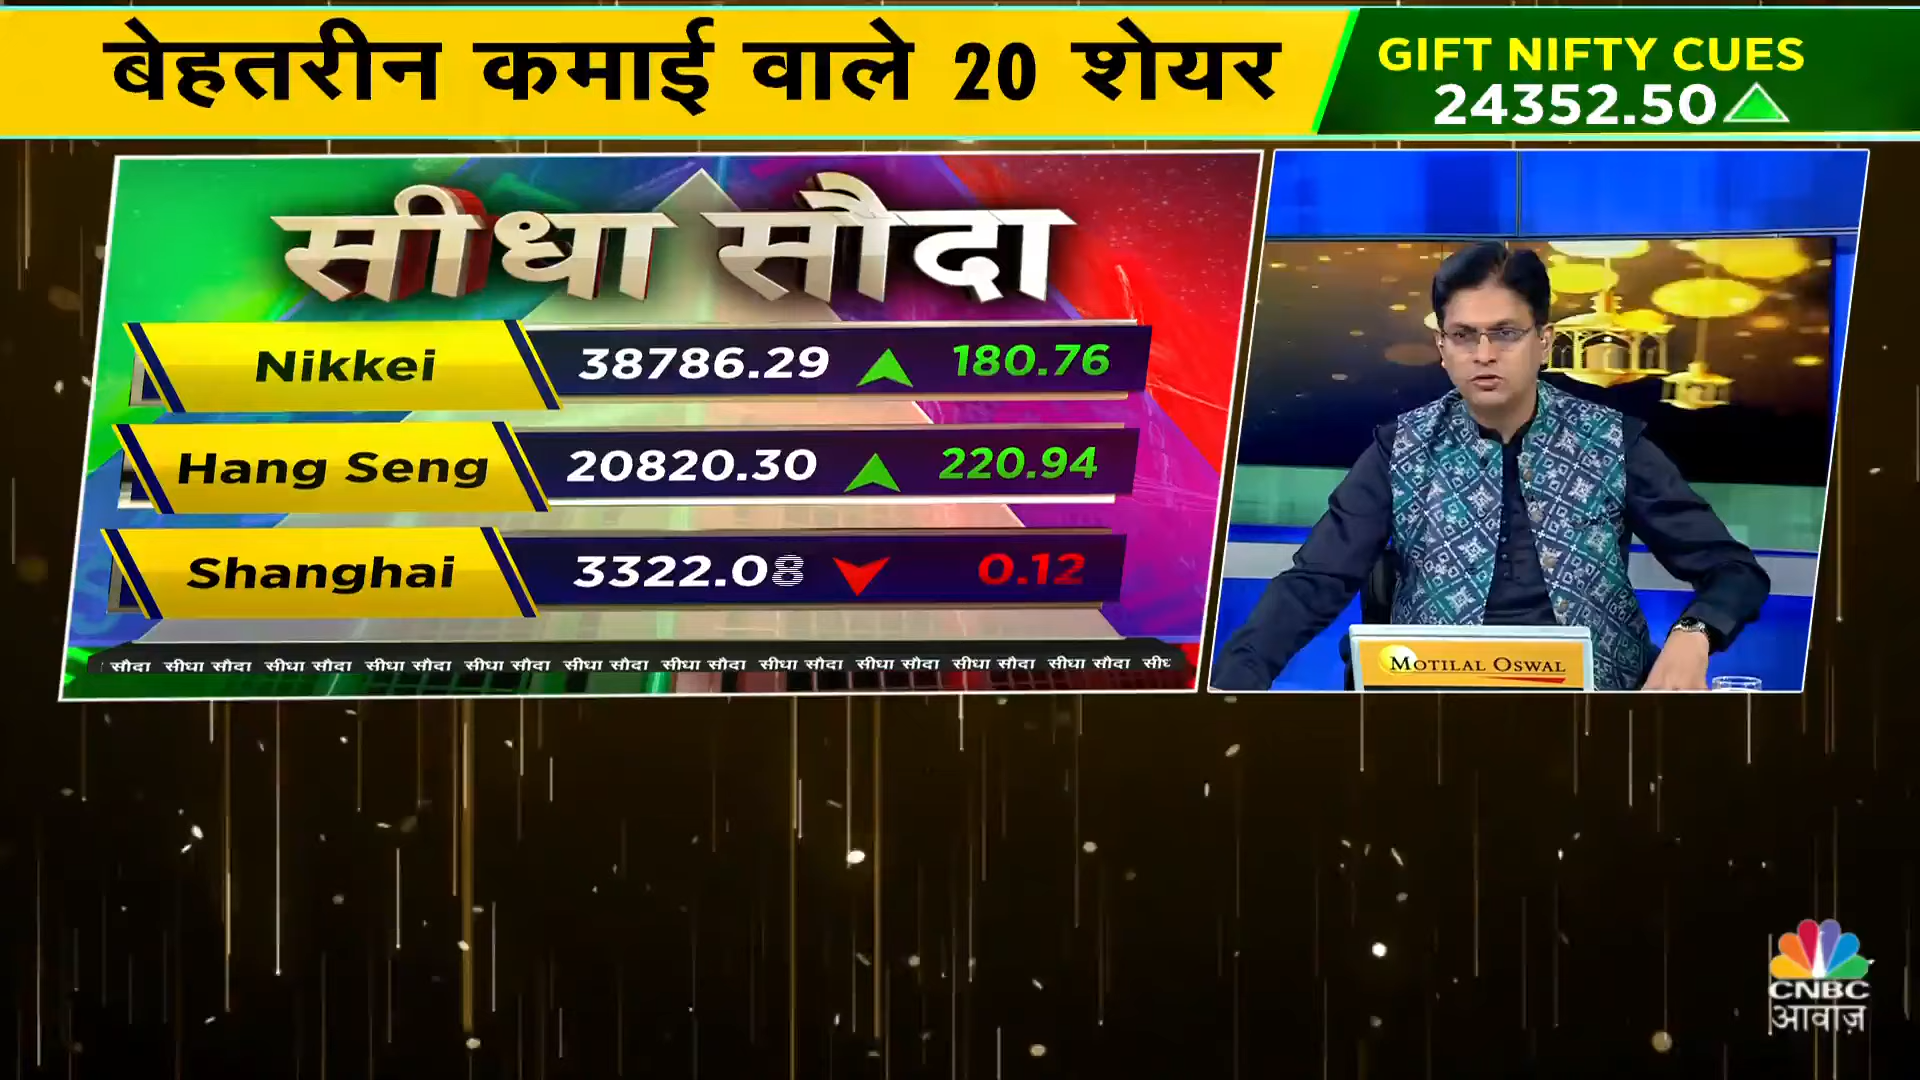 बेहतरीन कमाई वाले 20 शेयर
GIFT NIFTY CUES
24352.50
सीधा सौदा
Nikkei 38786.29 180.76
Hang Seng 20820.30 220.94
Shanghai 3322.08 0.12
सौदा सीधा सौदा सीधा सौदा सीधा सौदा सीधा सौदा सीधा सौदा सीधा सौदा सीधा सौदा सीधा सौदा सीधा सौदा सीधा सौदा
MOTILAL OSWAL
CNBC
आवाज़